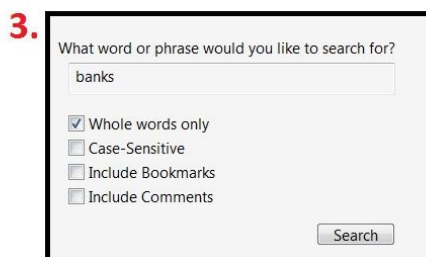 3.
What word or phrase would you like to search for?
banks
Whole words only
Case-Sensitive
Include Bookmarks
Include Comments
Search